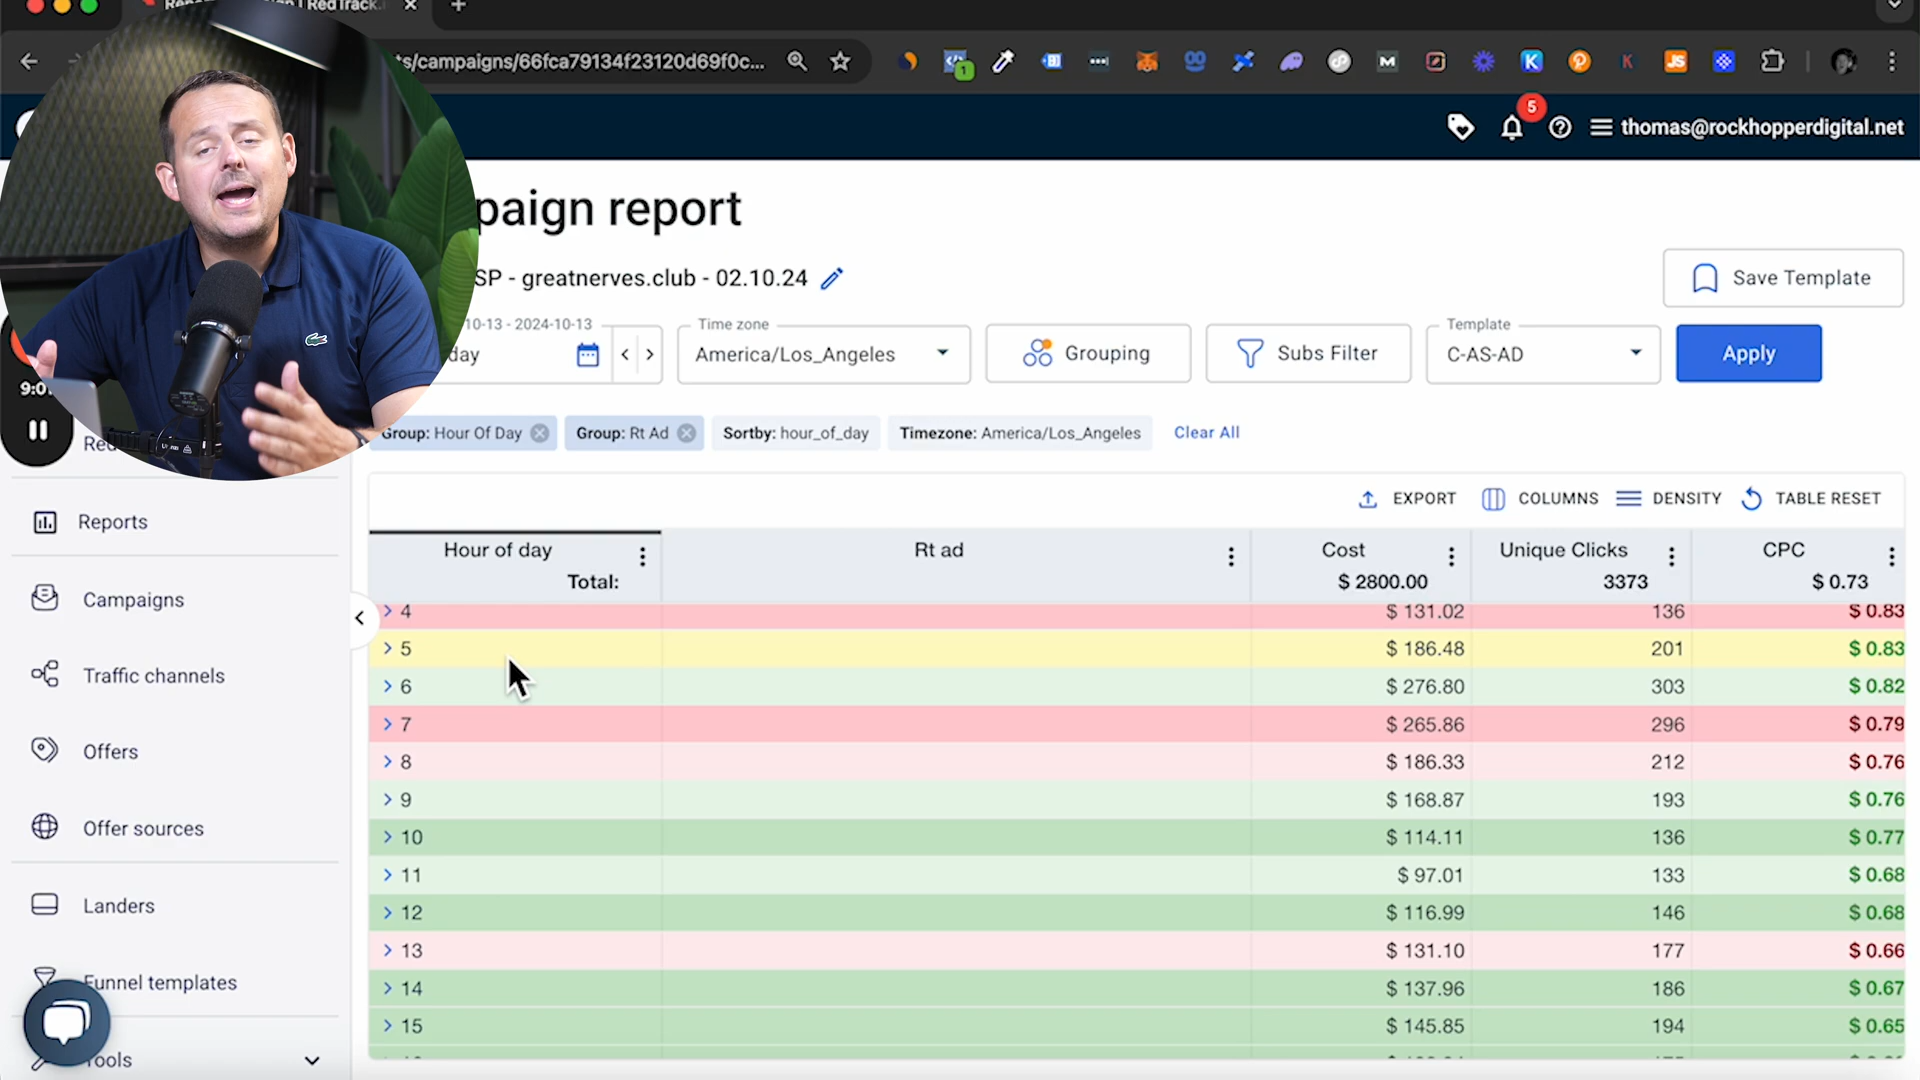 RedTrack.
ts/campaigns/66fca79134f23120d69f0c...
1
M
K
K
JS
5
thomas@rockhopperdigital.net
paign report
SP - greatnerves.club - 02.10.24
Save Template
10-13 - 2024-10-13
day
Time zone
America/Los_Angeles
Grouping
Subs Filter
Template
C-AS-AD
Apply
9:0
Group: Hour Of Day
Group: Rt Ad
Sortby: hour_of_day
Timezone: America/Los_Angeles
Clear All
Red
Reports
Campaigns
Traffic channels
Offers
Offer sources
Landers
Funnel templates
Tools
EXPORT
COLUMNS
DENSITY
TABLE RESET
Hour of day Rt ad Cost Unique Clicks CPC
Total: $ 2800.00 3373 $ 0.73
4 $ 131.02 136 $ 0.83
5 $ 186.48 201 $ 0.83
6 $ 276.80 303 $ 0.82
7 $ 265.86 296 $ 0.79
8 $ 186.33 212 $ 0.76
9 $ 168.87 193 $ 0.76
10 $ 114.11 136 $ 0.77
11 $ 97.01 133 $ 0.68
12 $ 116.99 146 $ 0.68
13 $ 131.10 177 $ 0.66
14 $ 137.96 186 $ 0.67
15 $ 145.85 194 $ 0.65